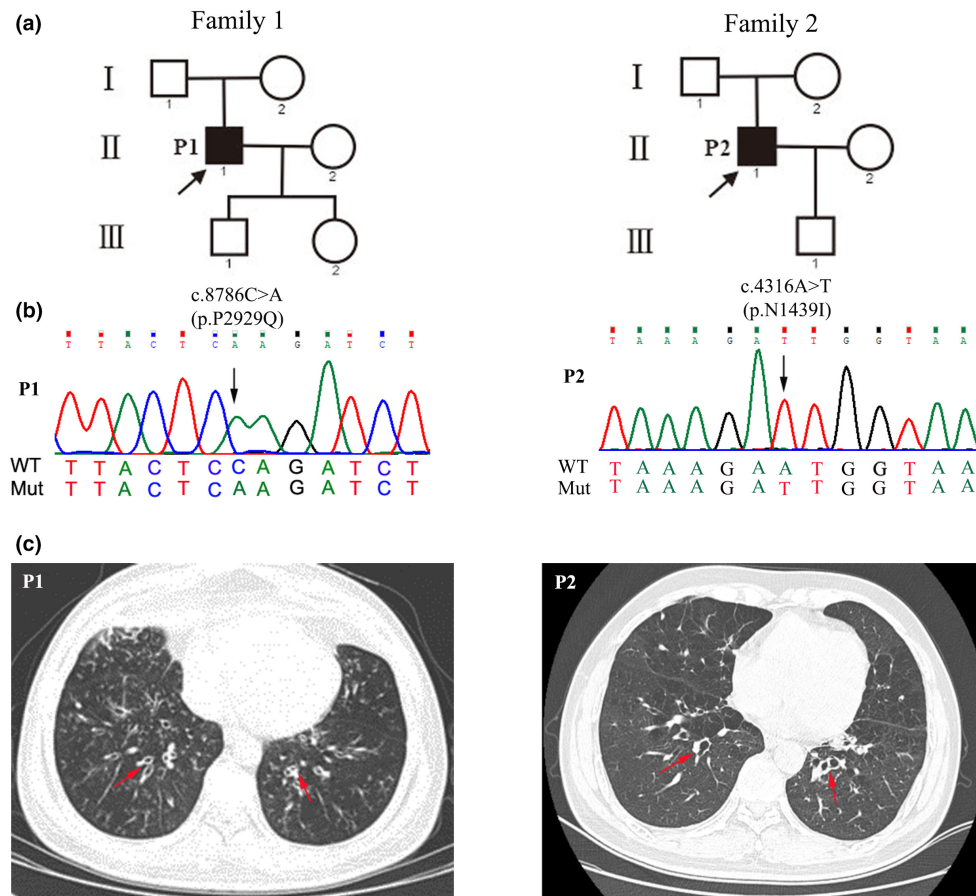 (a)
Family 1
Family 2
I
1
2
I
1
2
II
P1
1
2
II
P2
1
2
III
1
2
III
1
(b)
c.8786C>A
(p.P2929Q)
c.4316A>T
(p.N1439I)
T T A C T C A A G A T C T
T A A A G A T T G G T A A
P1
P2
WT T T A C T C C A G A T C T
Mut T T A C T C A A G A T C T
WT T A A A G A A T G G T A A
Mut T A A A G A T T G G T A A
(c)
P1
P2